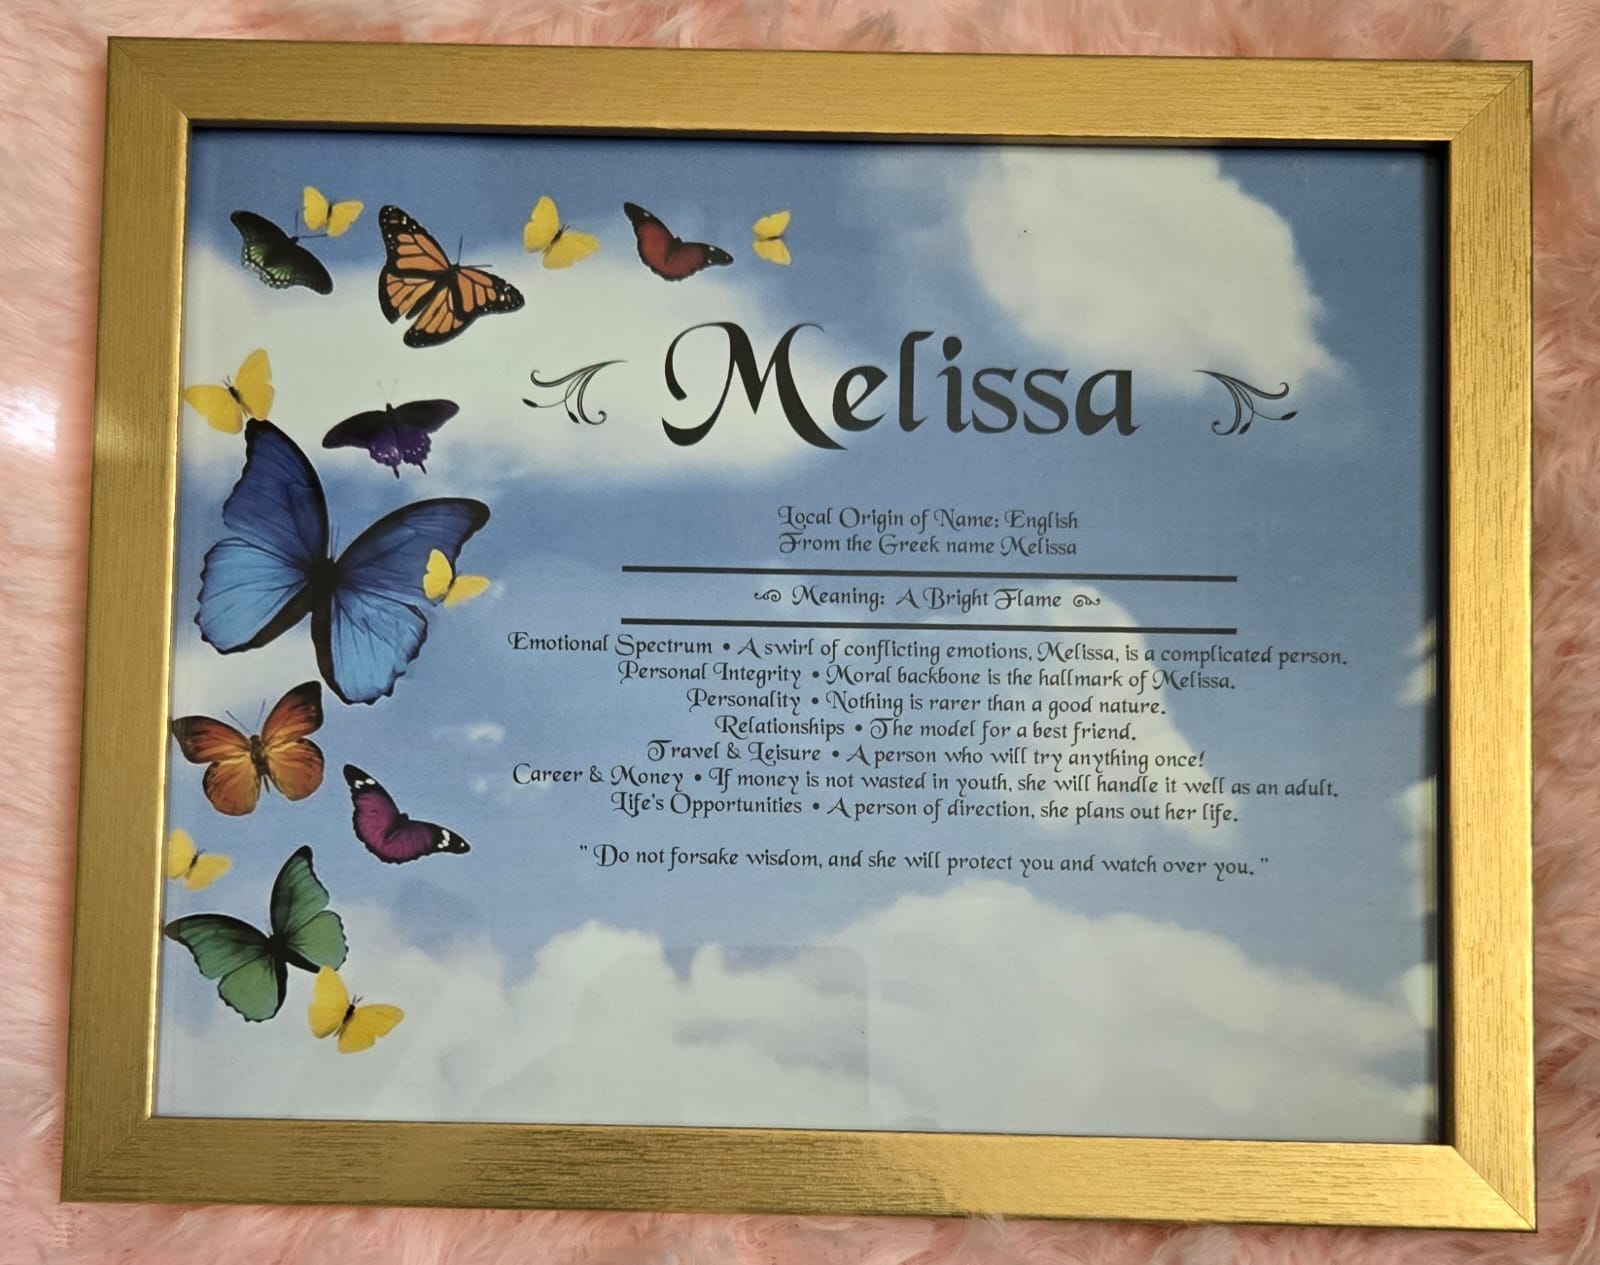 Melissa
Local Origin of Name: English
From the Greek name Melissa
Meaning: A Bright Flame
Emotional Spectrum • A swirl of conflicting emotions, Melissa, is a complicated person.
Personal Integrity • Moral backbone is the hallmark of Melissa.
Personality • Nothing is rarer than a good nature.
Relationships • The model for a best friend.
Travel & Leisure • A person who will try anything once!
Career & Money • If money is not wasted in youth, she will handle it well as an adult.
Life's Opportunities • A person of direction, she plans out her life.
" Do not forsake wisdom, and she will protect you and watch over you. "